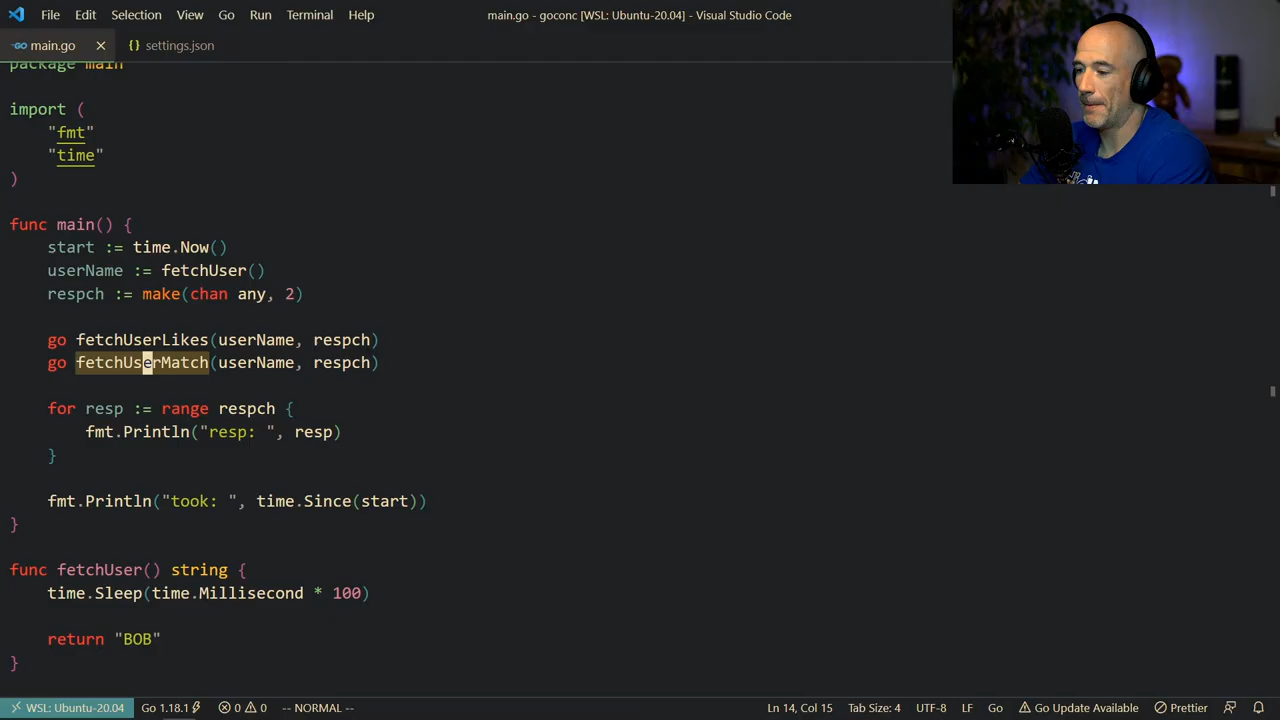 File Edit Selection View Go Run Terminal Help main.go - goconc [WSL: Ubuntu-20.04] - Visual Studio Code
main.go settings.json
package main
import (
"fmt"
"time"
)
func main() {
start := time.Now()
userName := fetchUser()
respch := make(chan any, 2)
go fetchUserLikes(userName, respch)
go fetchUserMatch(userName, respch)
for resp := range respch {
fmt.Println("resp: ", resp)
}
fmt.Println("took: ", time.Since(start))
}
func fetchUser() string {
time.Sleep(time.Millisecond * 100)
return "BOB"
}
WSL: Ubuntu-20.04 Go 1.18.1 0 0 -- NORMAL -- Ln 14, Col 15 Tab Size: 4 UTF-8 LF Go Go Update Available Prettier